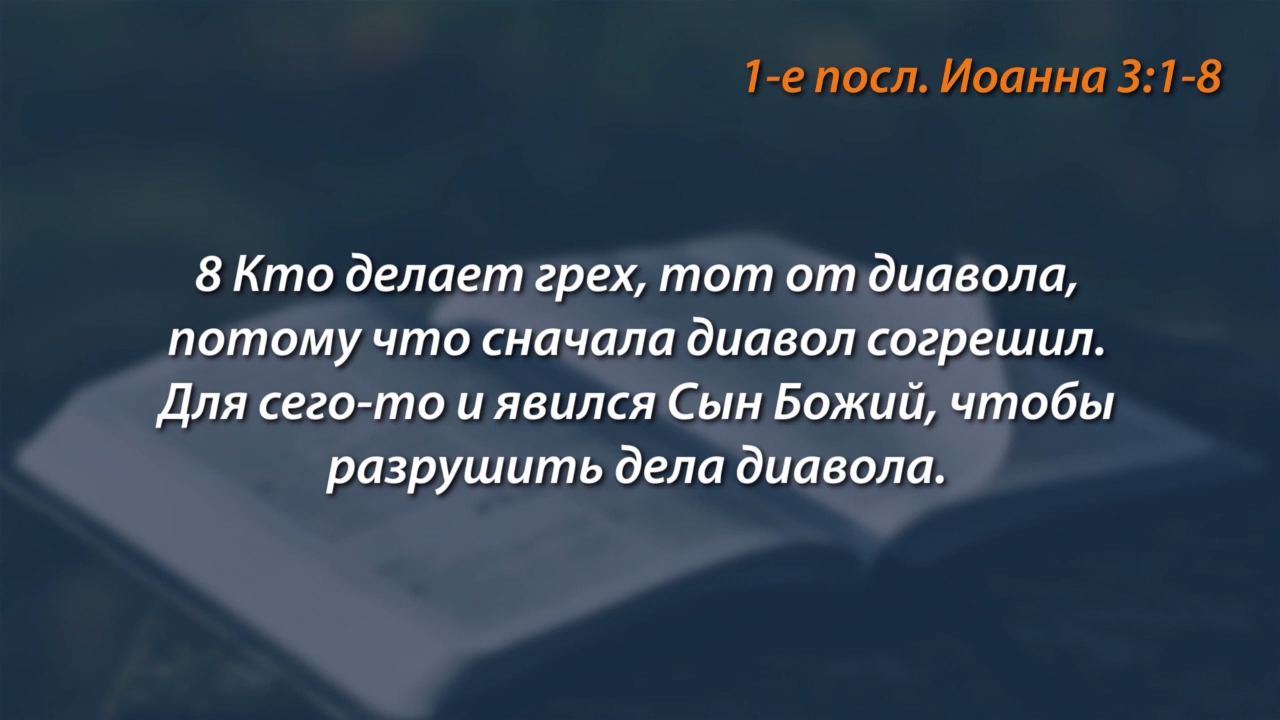 1-е посл. Иоанна 3:1-8
8 Кто делает грех, тот от диавола,
потому что сначала диавол согрешил.
Для сего-то и явился Сын Божий, чтобы
разрушить дела диавола.